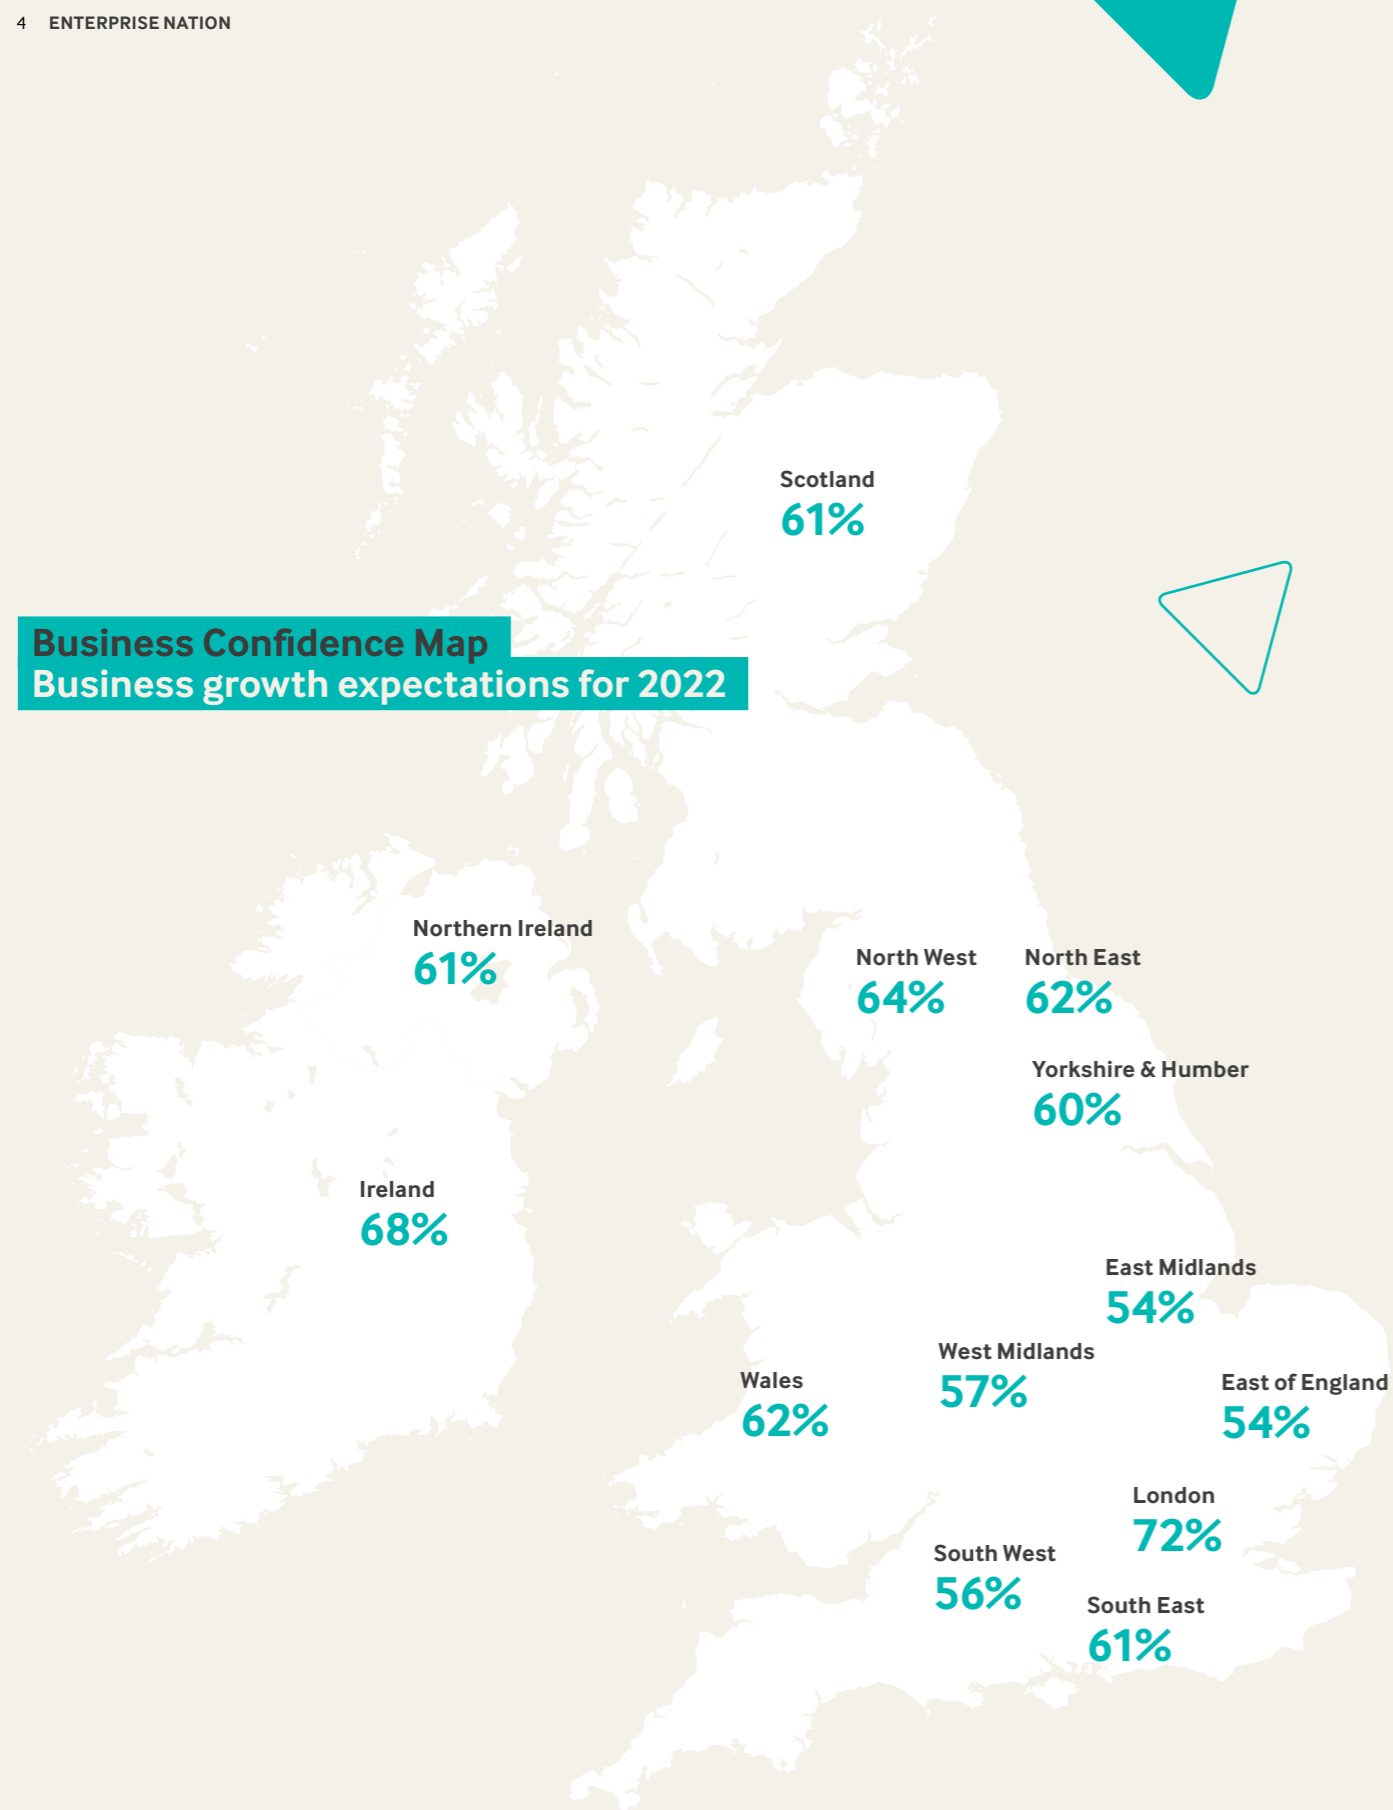 4 ENTERPRISE NATION
Scotland
61%
Business Confidence Map
Business growth expectations for 2022
Northern Ireland
61%
North West
64%
North East
62%
Yorkshire & Humber
60%
Ireland
68%
East Midlands
54%
West Midlands
57%
Wales
62%
East of England
54%
London
72%
South West
56%
South East
61%